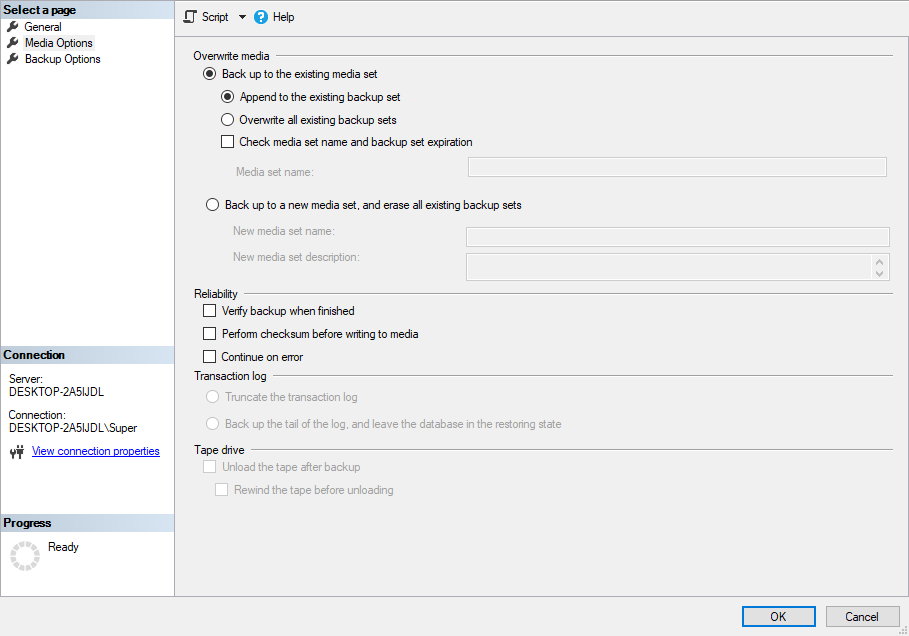 Select a page
General
Media Options
Backup Options
Script
Help
Overwrite media
Back up to the existing media set
Append to the existing backup set
Overwrite all existing backup sets
Check media set name and backup set expiration
Media set name:
Back up to a new media set, and erase all existing backup sets
New media set name:
New media set description:
Reliability
Verify backup when finished
Perform checksum before writing to media
Continue on error
Transaction log
Truncate the transaction log
Back up the tail of the log, and leave the database in the restoring state
Tape drive
Unload the tape after backup
Rewind the tape before unloading
Connection
Server:
DESKTOP-2A5IJDL
Connection:
DESKTOP-2A5IJDL\Super
View connection properties
Progress
Ready
OK
Cancel